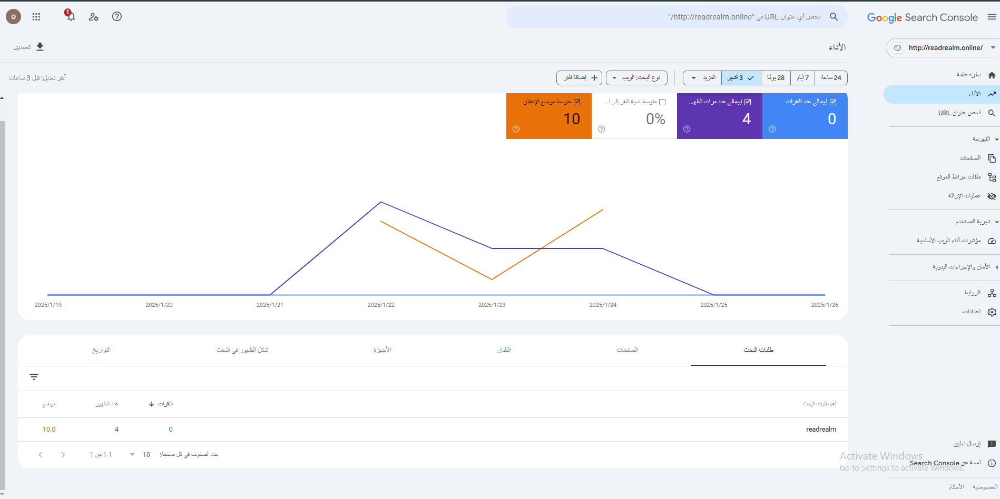 Google Search Console
فحص أي عنوان URL في "http://readrealm.online/"
1
o
http://readrealm.online/
الأداء
تصدير
24 ساعة
7 أيام
28 يومًا
3 أشهر
المزيد
نوع البحث: الويب
إضافة فلتر
آخر تعديل: قبل 3 ساعات
نظرة عامة
الأداء
فحص عنوان URL
الفهرسة
الصفحات
ملفات خرائط الموقع
عمليات الإزالة
تجربة المستخدم
مؤشرات أداء الويب الأساسية
الأمان والإجراءات اليدوية
الروابط
إعدادات
إجمالي عدد النقرات
0
إجمالي عدد مرات الظه...
4
متوسط نسبة النقر إلى ا...
0%
متوسط موضع الإعلان
10
2025/1/19 2025/1/20 2025/1/21 2025/1/22 2025/1/23 2025/1/24 2025/1/25 2025/1/26
طلبات البحث
الصفحات
البلدان
الأجهزة
شكل الظهور في البحث
التواريخ
أهم طلبات البحث
النقرات
عدد الظهور
موضع
readrealm
0
4
10.0
عدد الصفوف في كل صفحة: 10
1-1 من 1
إرسال تعليق
لمحة عن Search Console
الخصوصية
الأحكام
Activate Windows
Go to Settings to activate Windows.